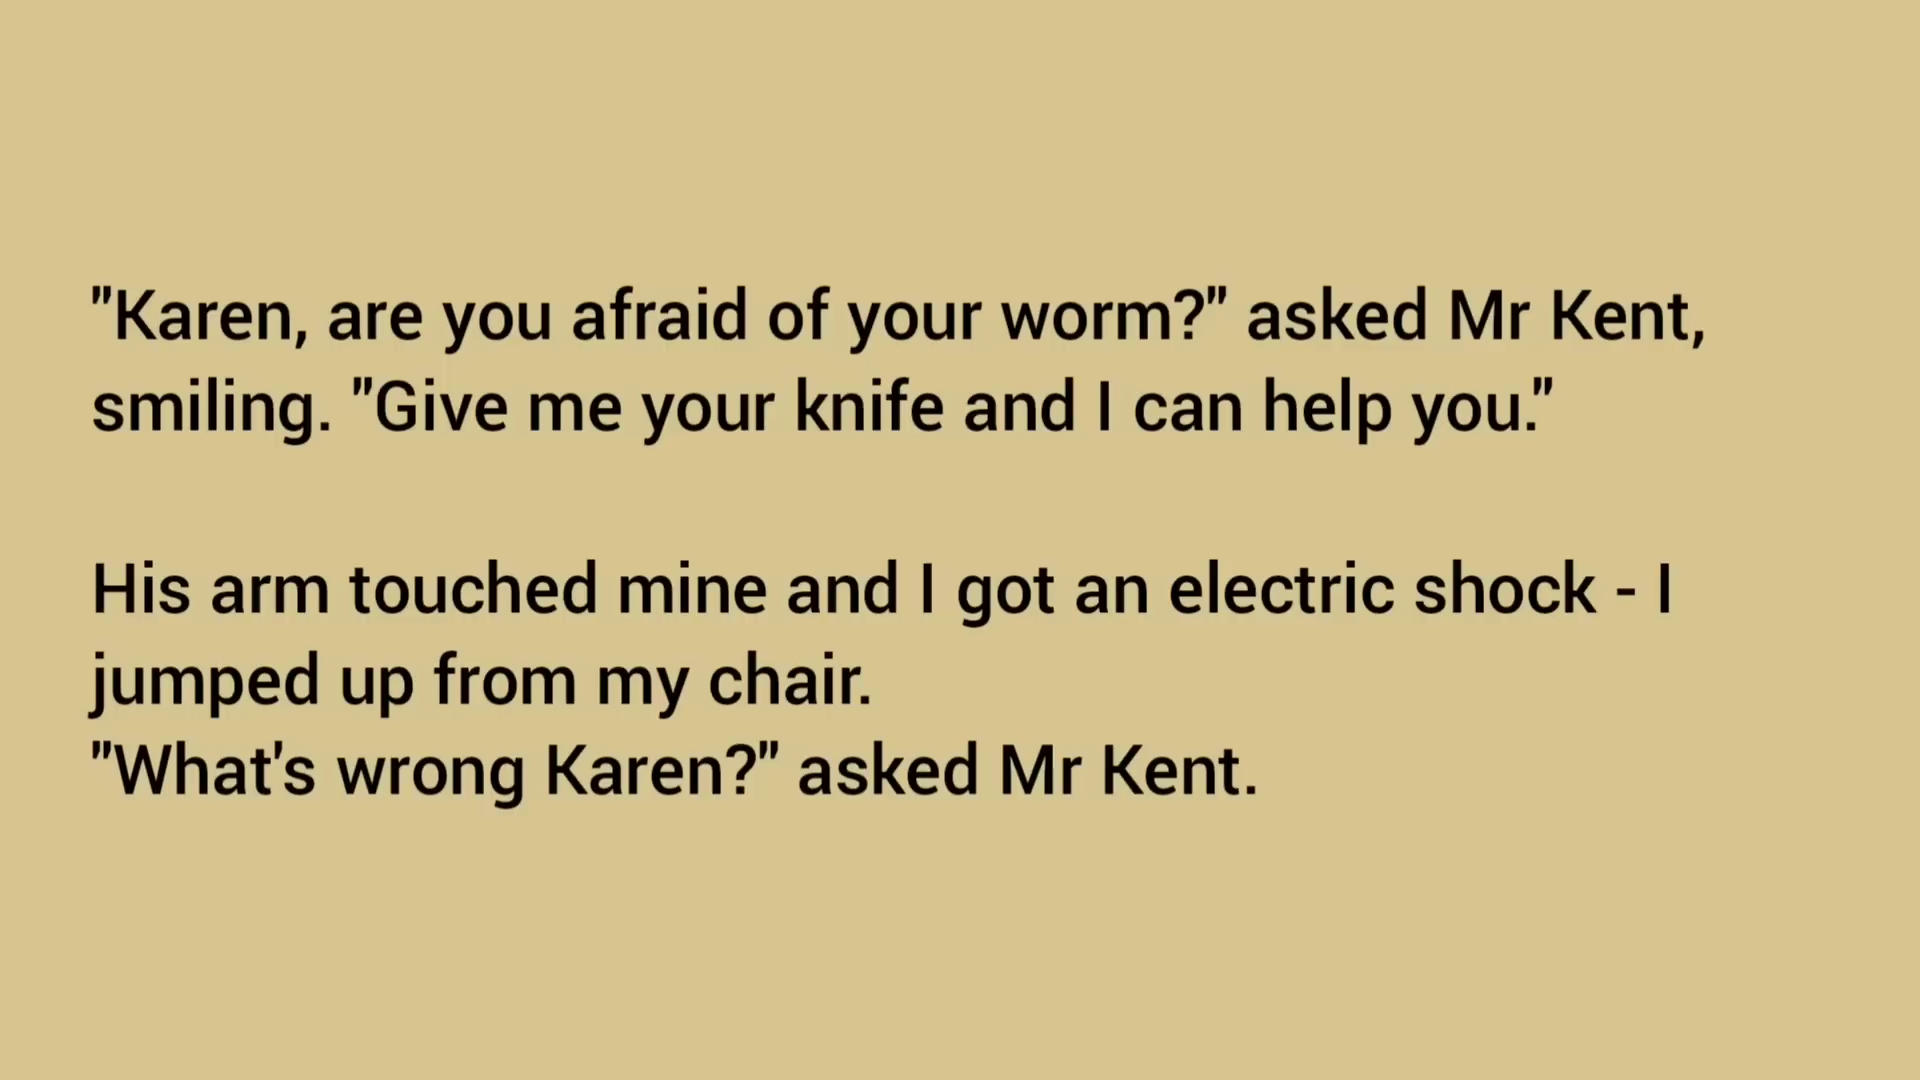 "Karen, are you afraid of your worm?" asked Mr Kent,
smiling. "Give me your knife and I can help you."
His arm touched mine and I got an electric shock - I
jumped up from my chair.
"What's wrong Karen?" asked Mr Kent.